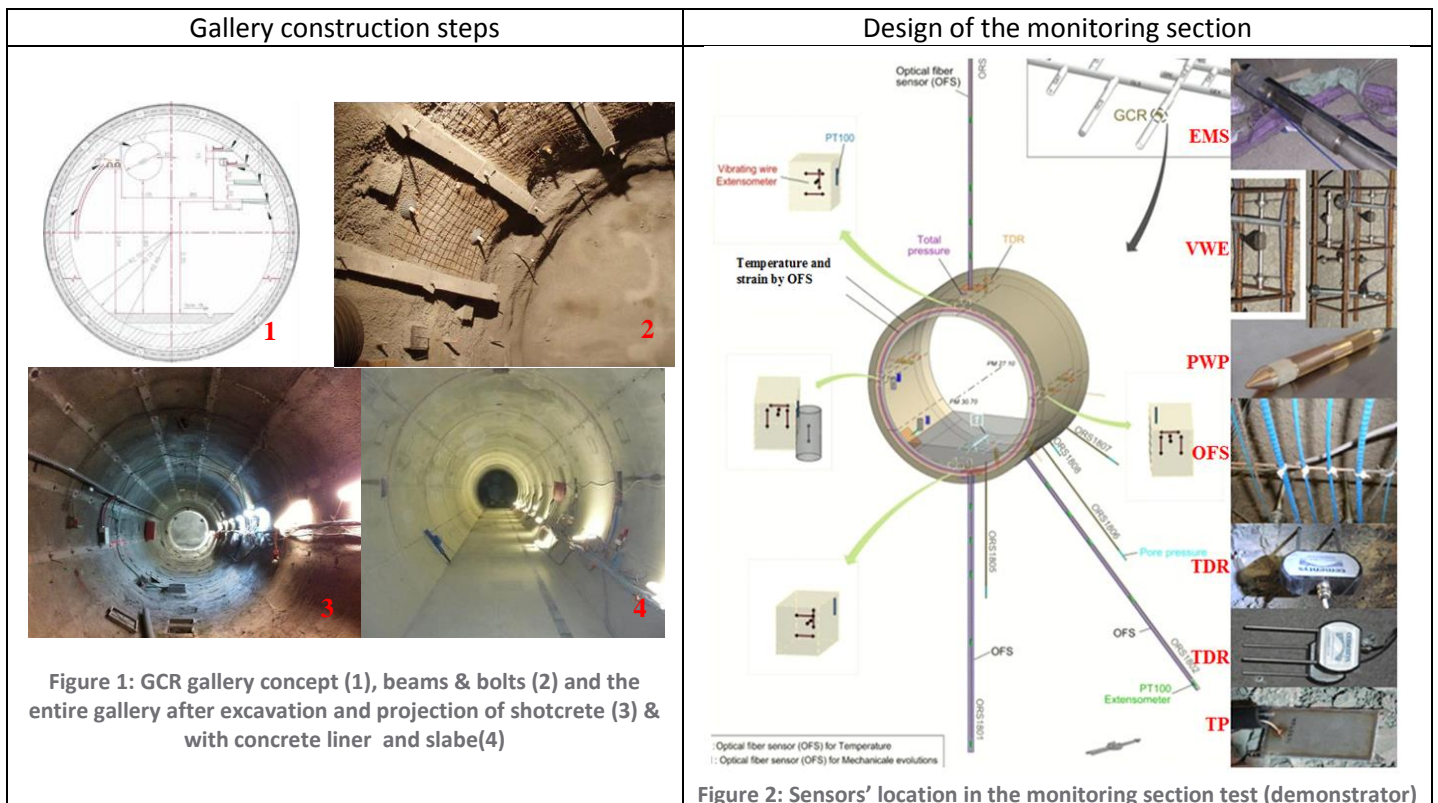 Gallery construction steps
Design of the monitoring section
1
2
3
4
Figure 1: GCR gallery concept (1), beams & bolts (2) and the
entire gallery after excavation and projection of shotcrete (3) &
with concrete liner and slabe(4)
Optical fiber
sensor (OFS)
GCR
EMS
PT100
Vibrating wire
Extensometer
VWE
Total
pressure
TDR
Temperature and
strain by OFS
PWP
PM 27.10
PM 30.70
ORS1807
ORS1808
OFS
ORS1806
ORS1805
Pore pressure
TDR
OFS
OFS
ORS1802
TDR
PT100
Extensometer
TP
ORS1801
: Optical fiber sensor (OFS) for Temperature
: Optical fiber sensor (OFS) for Mechanicale evolutions
Figure 2: Sensors' location in the monitoring section test (demonstrator)